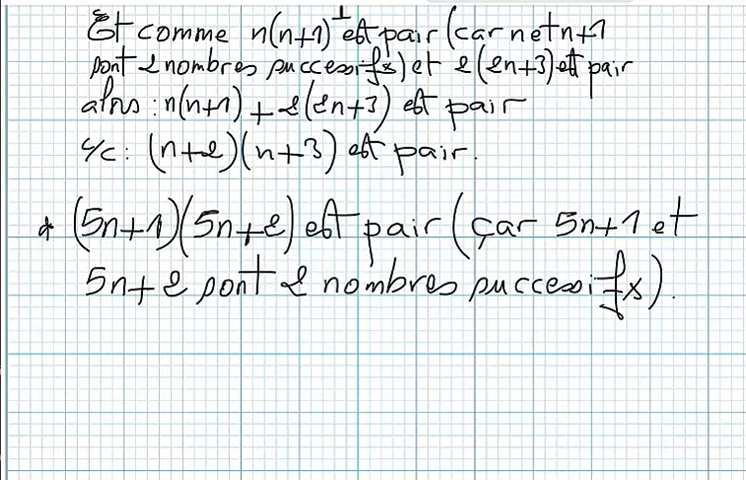 Et comme n(n+1) est pair (car n et n+1
sont 2 nombres successifs) et 2(2n+3) est pair
alors : n(n+1) + 2(2n+3) est pair
c/c : (n+2)(n+3) est pair.
* (5n+1)(5n+2) est pair (car 5n+1 et
5n+2 sont 2 nombres successifs).